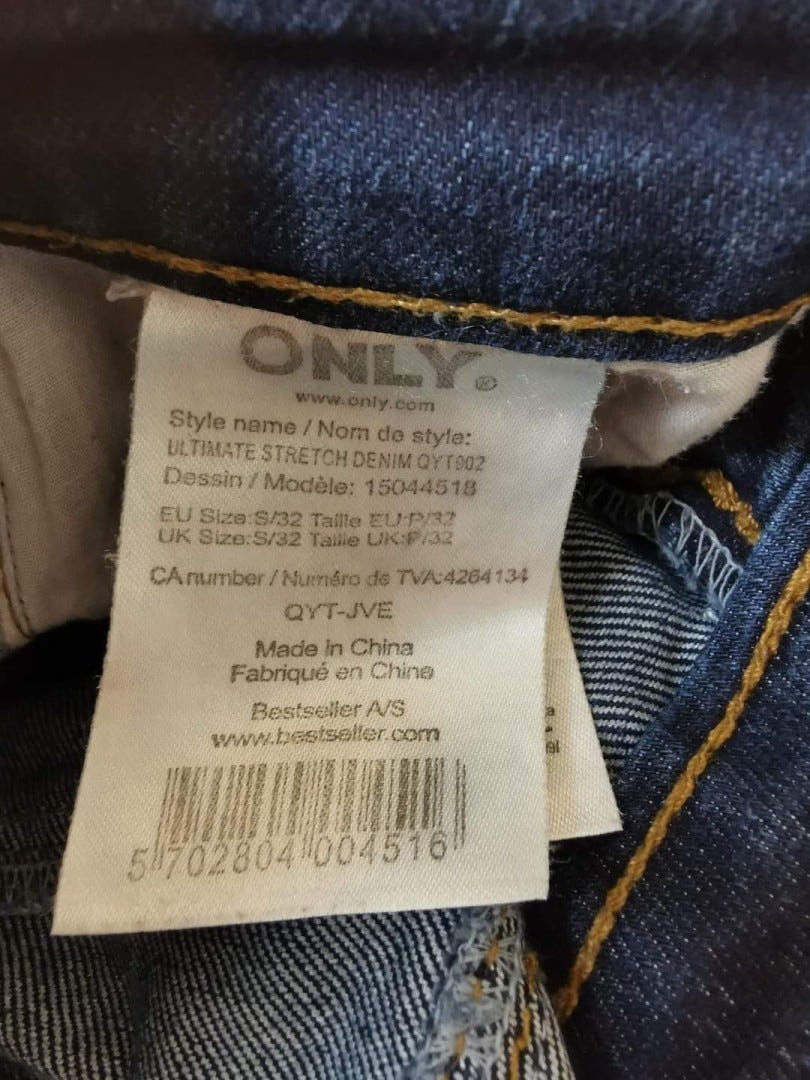 ONLY®
www.only.com
Style name / Nom de style:
ULTIMATE STRETCH DENIM QYT902
Dessin / Modèle: 15044518
EU Size:S/32 Taille EU:P/32
UK Size:S/32 Taille UK:P/32
CA number / Numéro de TVA:4264134
QYT-JVE
Made in China
Fabriqué en Chine
Bestseller A/S
www.bestseller.com
5 702804 004516